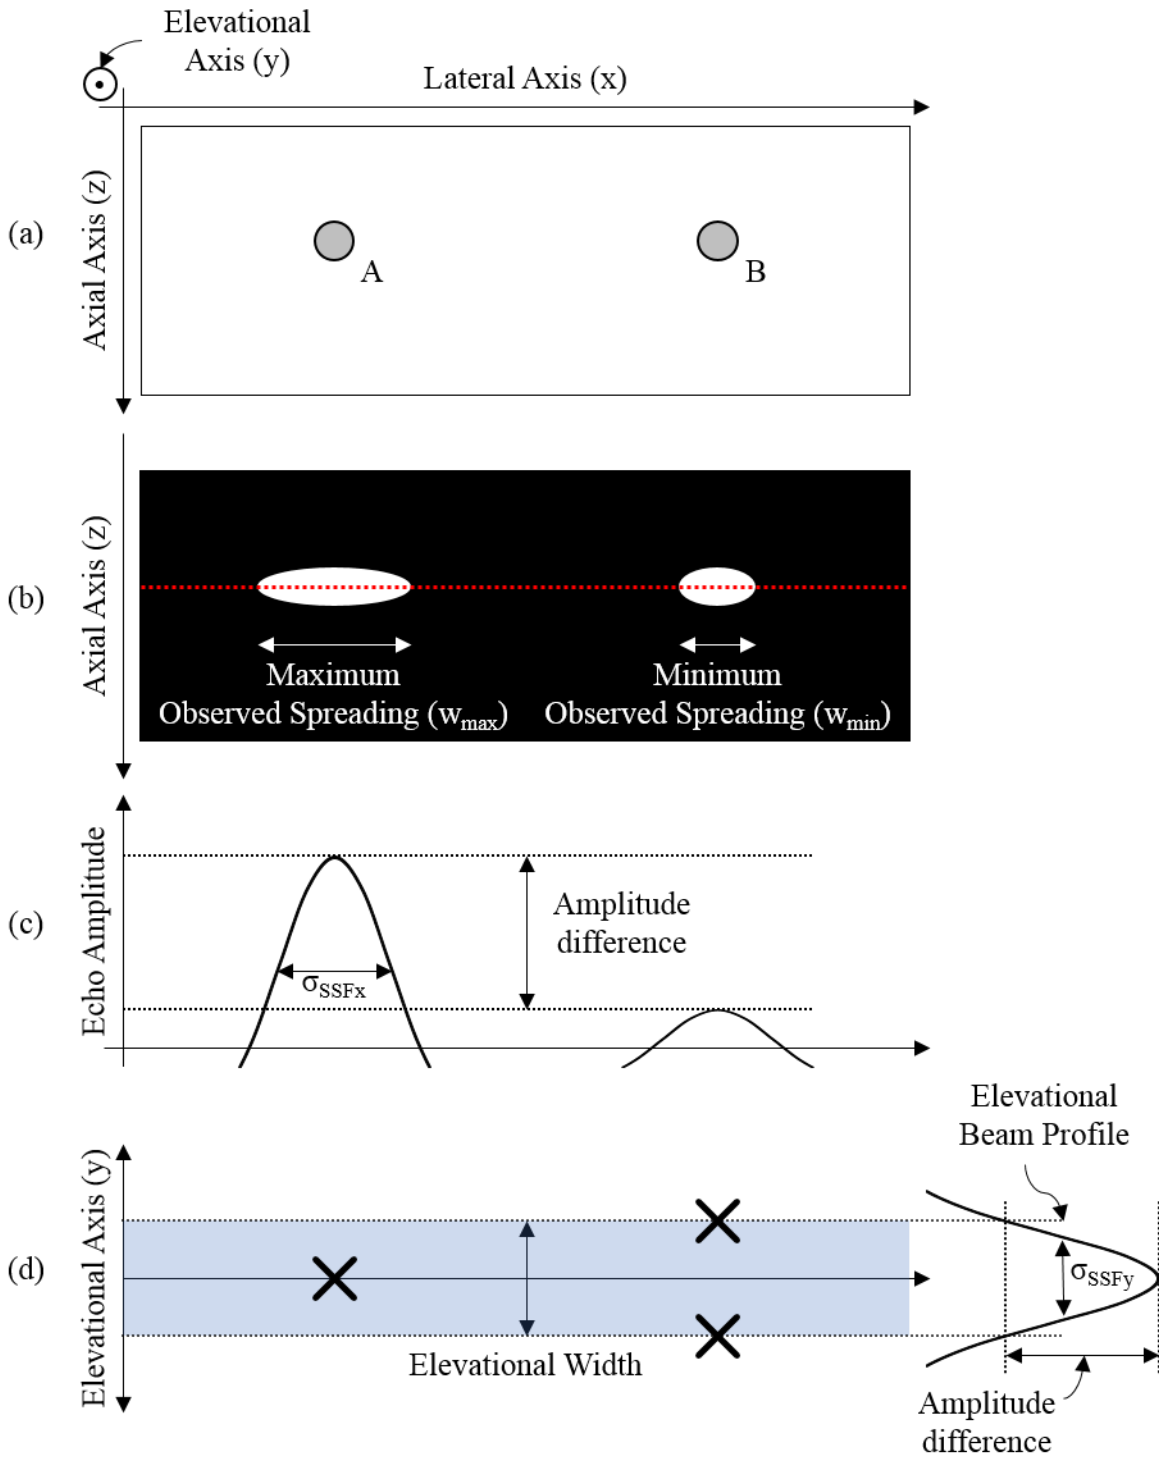 Elevational
Axis (y)
Lateral Axis (x)
Axial Axis (z)
(a)
A
B
Axial Axis (z)
(b)
Maximum
Observed Spreading (wmax)
Minimum
Observed Spreading (wmin)
Echo Amplitude
(c)
Amplitude
difference
σSSFx
Elevational
Beam Profile
Elevational Axis (y)
(d)
σSSFy
Elevational Width
Amplitude
difference